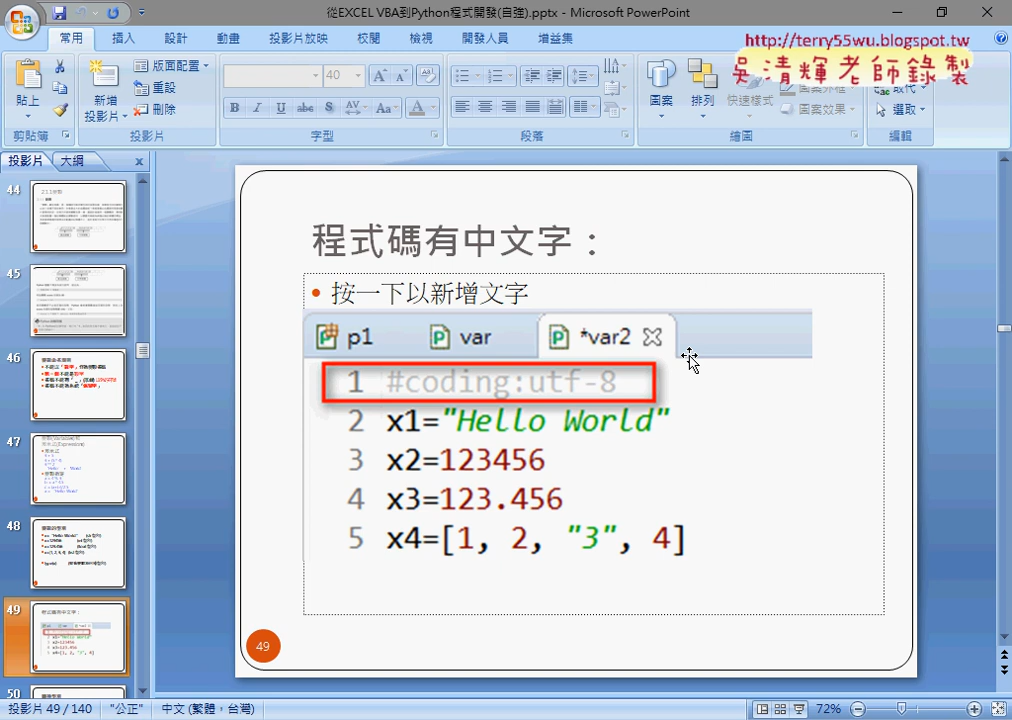 從EXCEL VBA到Python程式開發(自強).pptx - Microsoft PowerPoint
常用 插入 設計 動畫 投影片放映 校閱 檢視 開發人員 增益集
http://terry55wu.blogspot.tw
吳清輝老師錄製
貼上
新增
投影片
版面配置
重設
刪除
40
圖案
排列
快速樣式
圖案外框
圖案效果
取代
選取
剪貼簿 投影片 字型 段落 繪圖 編輯
投影片 大綱
44
45
46
47
48
49
50
程式碼有中文字：
按一下以新增文字
p1 var *var2
1 #coding:utf-8
2 x1="Hello World"
3 x2=123456
4 x3=123.456
5 x4=[1, 2, "3", 4]
49
投影片 49 / 140 "公正" 中文 (繁體，台灣) 72%